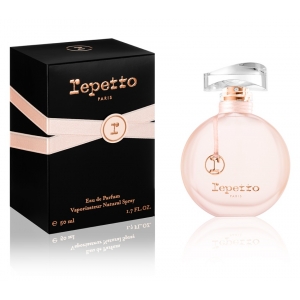 repetto
PARIS
r
Eau de Parfum
Vaporisateur Natural Spray
℮ 50 ml 1.7 FL.OZ.
repetto
PARIS